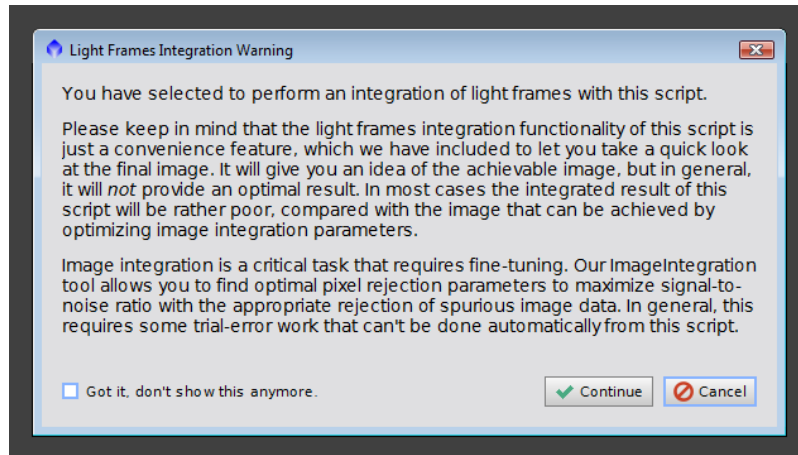 Light Frames Integration Warning
You have selected to perform an integration of light frames with this script.
Please keep in mind that the light frames integration functionality of this script is
just a convenience feature, which we have included to let you take a quick look
at the final image. It will give you an idea of the achievable image, but in general,
it will not provide an optimal result. In most cases the integrated result of this
script will be rather poor, compared with the image that can be achieved by
optimizing image integration parameters.
Image integration is a critical task that requires fine-tuning. Our ImageIntegration
tool allows you to find optimal pixel rejection parameters to maximize signal-to-
noise ratio with the appropriate rejection of spurious image data. In general, this
requires some trial-error work that can't be done automatically from this script.
Got it, don't show this anymore.
Continue
Cancel